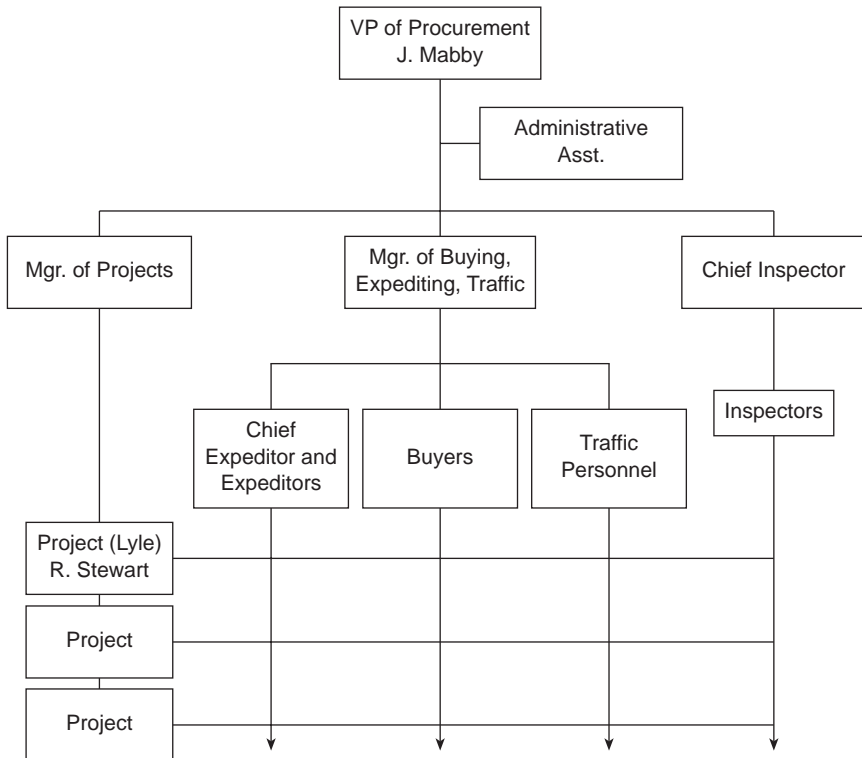 VP of Procurement
J. Mabby
Administrative
Asst.
Mgr. of Projects
Mgr. of Buying,
Expediting, Traffic
Chief Inspector
Chief
Expeditor and
Expeditors
Buyers
Traffic
Personnel
Inspectors
Project (Lyle)
R. Stewart
Project
Project